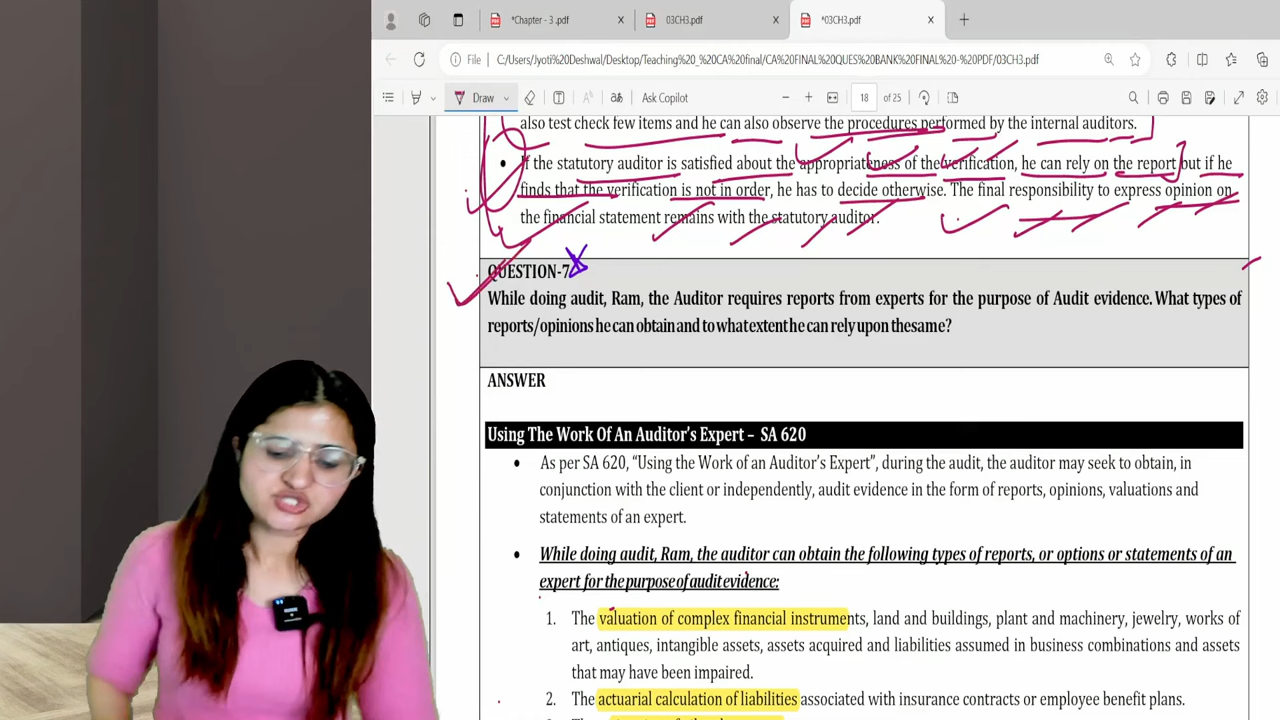 *Chapter - 3 .pdf
03CH3.pdf
*03CH3.pdf
File
C:/Users/Jyoti%20Deshwal/Desktop/Teaching%20_%20CA%20final/CA%20FINAL%20QUES%20BANK%20FINAL%20-%20PDF/03CH3.pdf
Draw
Ask Copilot
18 of 25
also test check few items and he can also observe the procedures performed by the internal auditors.
• If the statutory auditor is satisfied about the appropriateness of the verification, he can rely on the report but if he
finds that the verification is not in order, he has to decide otherwise. The final responsibility to express opinion on
the financial statement remains with the statutory auditor.
QUESTION-7
While doing audit, Ram, the Auditor requires reports from experts for the purpose of Audit evidence. What types of
reports/opinions he can obtain and to what extent he can rely upon thesame?
ANSWER
Using The Work Of An Auditor's Expert – SA 620
• As per SA 620, “Using the Work of an Auditor's Expert”, during the audit, the auditor may seek to obtain, in
conjunction with the client or independently, audit evidence in the form of reports, opinions, valuations and
statements of an expert.
• While doing audit, Ram, the auditor can obtain the following types of reports, or options or statements of an
expert for the purpose of audit evidence:
1. The valuation of complex financial instruments, land and buildings, plant and machinery, jewelry, works of
art, antiques, intangible assets, assets acquired and liabilities assumed in business combinations and assets
that may have been impaired.
2. The actuarial calculation of liabilities associated with insurance contracts or employee benefit plans.